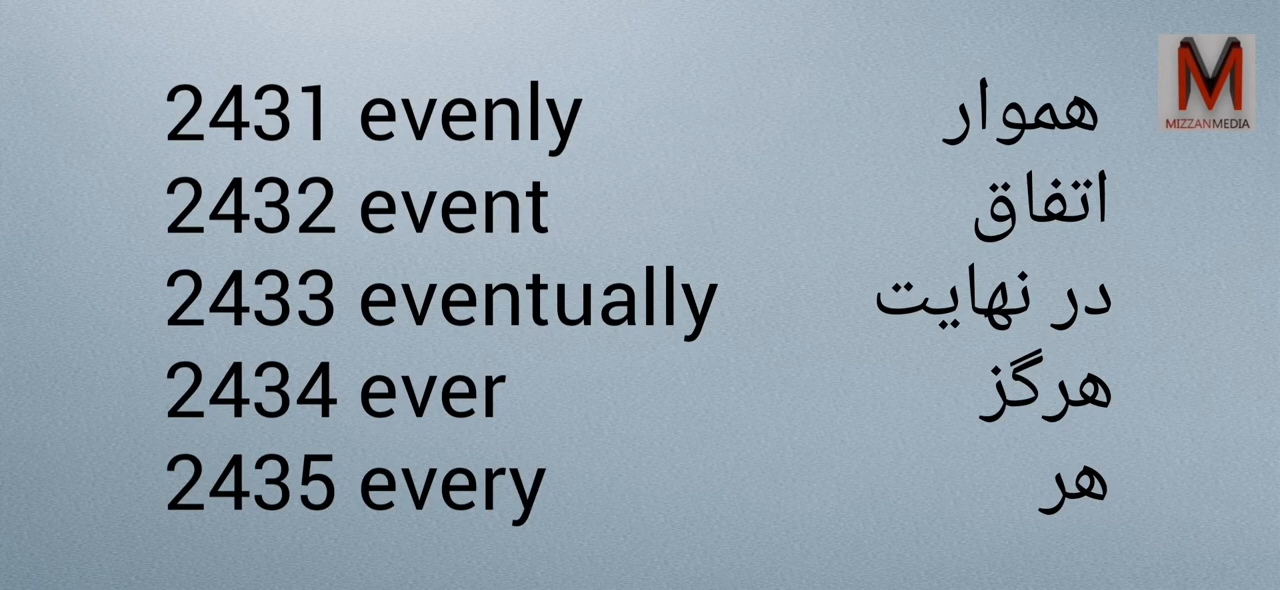 2431 evenly هموار
2432 event اتفاق
2433 eventually در نهایت
2434 ever هرگز
2435 every هر
MIZZANMEDIA